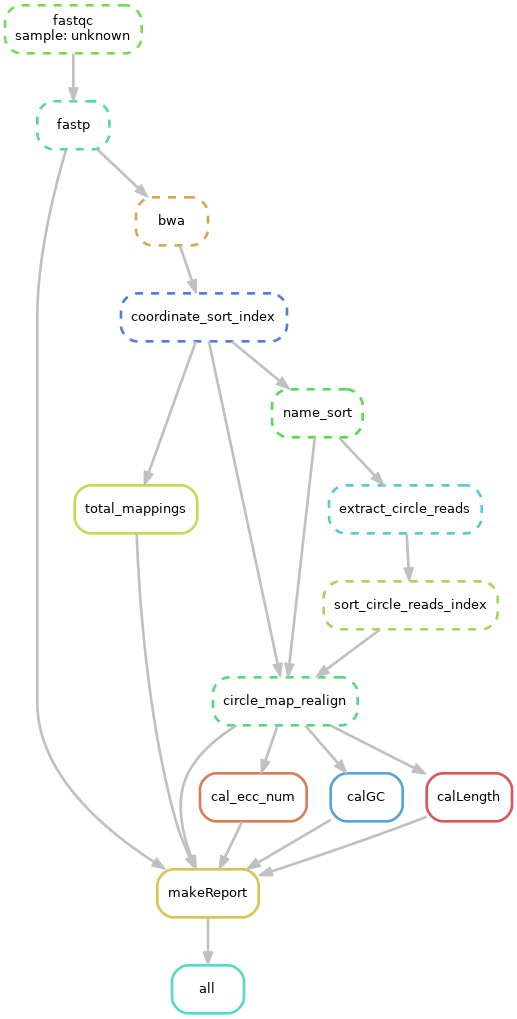 fastqc
sample: unknown
fastp
bwa
coordinate_sort_index
name_sort
total_mappings
extract_circle_reads
sort_circle_reads_index
circle_map_realign
cal_ecc_num
calGC
calLength
makeReport
all